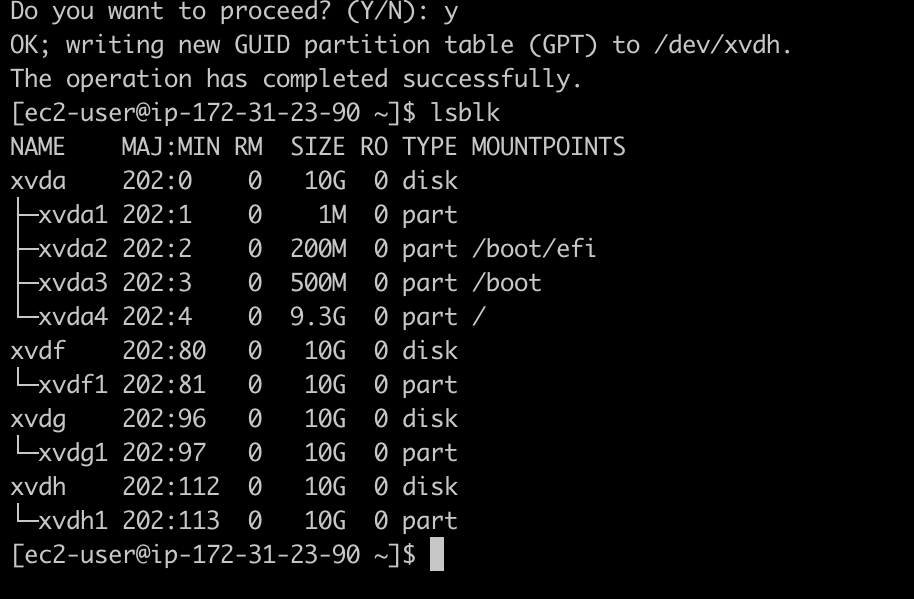 Do you want to proceed? (Y/N): y
OK; writing new GUID partition table (GPT) to /dev/xvdh.
The operation has completed successfully.
[ec2-user@ip-172-31-23-90 ~]$ lsblk
NAME    MAJ:MIN RM  SIZE RO TYPE MOUNTPOINTS
xvda    202:0    0   10G  0 disk
├─xvda1 202:1    0    1M  0 part
├─xvda2 202:2    0  200M  0 part /boot/efi
├─xvda3 202:3    0  500M  0 part /boot
└─xvda4 202:4    0  9.3G  0 part /
xvdf    202:80   0   10G  0 disk
└─xvdf1 202:81   0   10G  0 part
xvdg    202:96   0   10G  0 disk
└─xvdg1 202:97   0   10G  0 part
xvdh    202:112  0   10G  0 disk
└─xvdh1 202:113  0   10G  0 part
[ec2-user@ip-172-31-23-90 ~]$